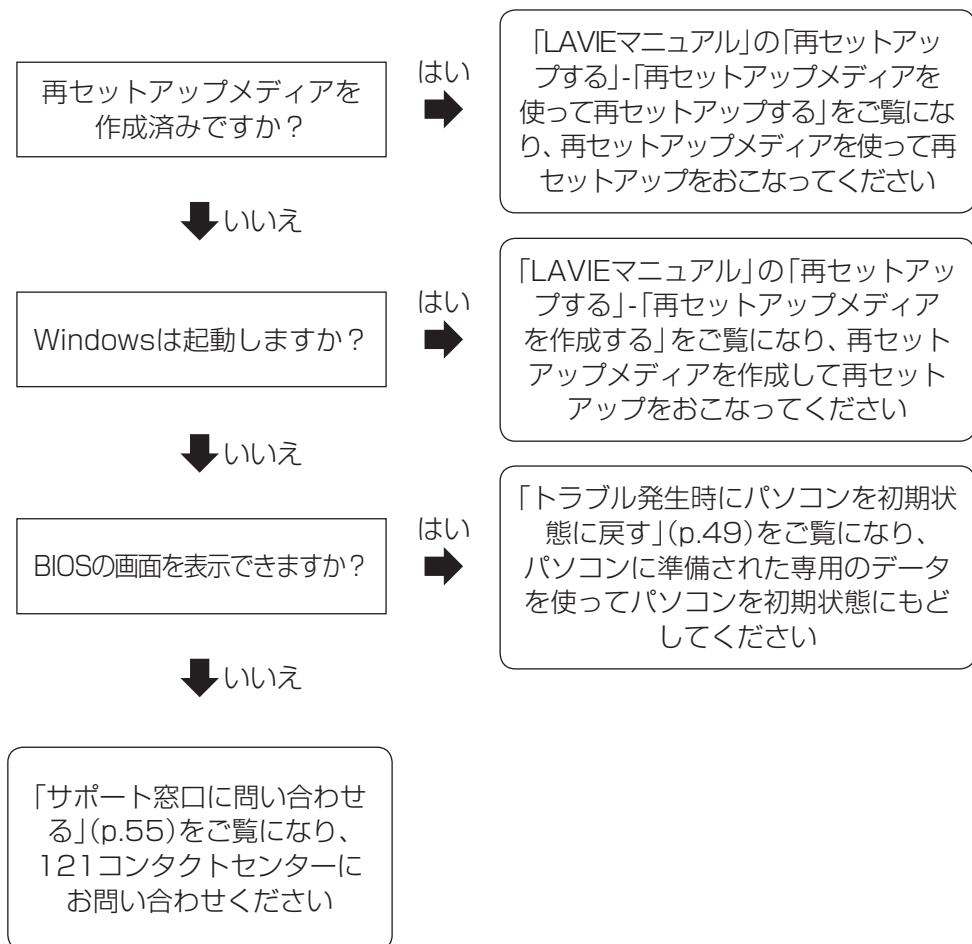 再セットアップメディアを
作成済みですか？
はい
「LAVIEマニュアル」の「再セットアッ
プする」-「再セットアップメディアを
使って再セットアップする」をご覧にな
り、再セットアップメディアを使って再
セットアップをおこなってください
いいえ
Windowsは起動しますか？
はい
「LAVIEマニュアル」の「再セットアッ
プする」-「再セットアップメディア
を作成する」をご覧になり、再セット
アップメディアを作成して再セット
アップをおこなってください
いいえ
BIOSの画面を表示できますか？
はい
「トラブル発生時にパソコンを初期状
態に戻す」(p.49)をご覧になり、
パソコンに準備された専用のデータ
を使ってパソコンを初期状態にもど
してください
いいえ
「サポート窓口に問い合わせ
る」(p.55)をご覧になり、
121コンタクトセンターに
お問い合わせください